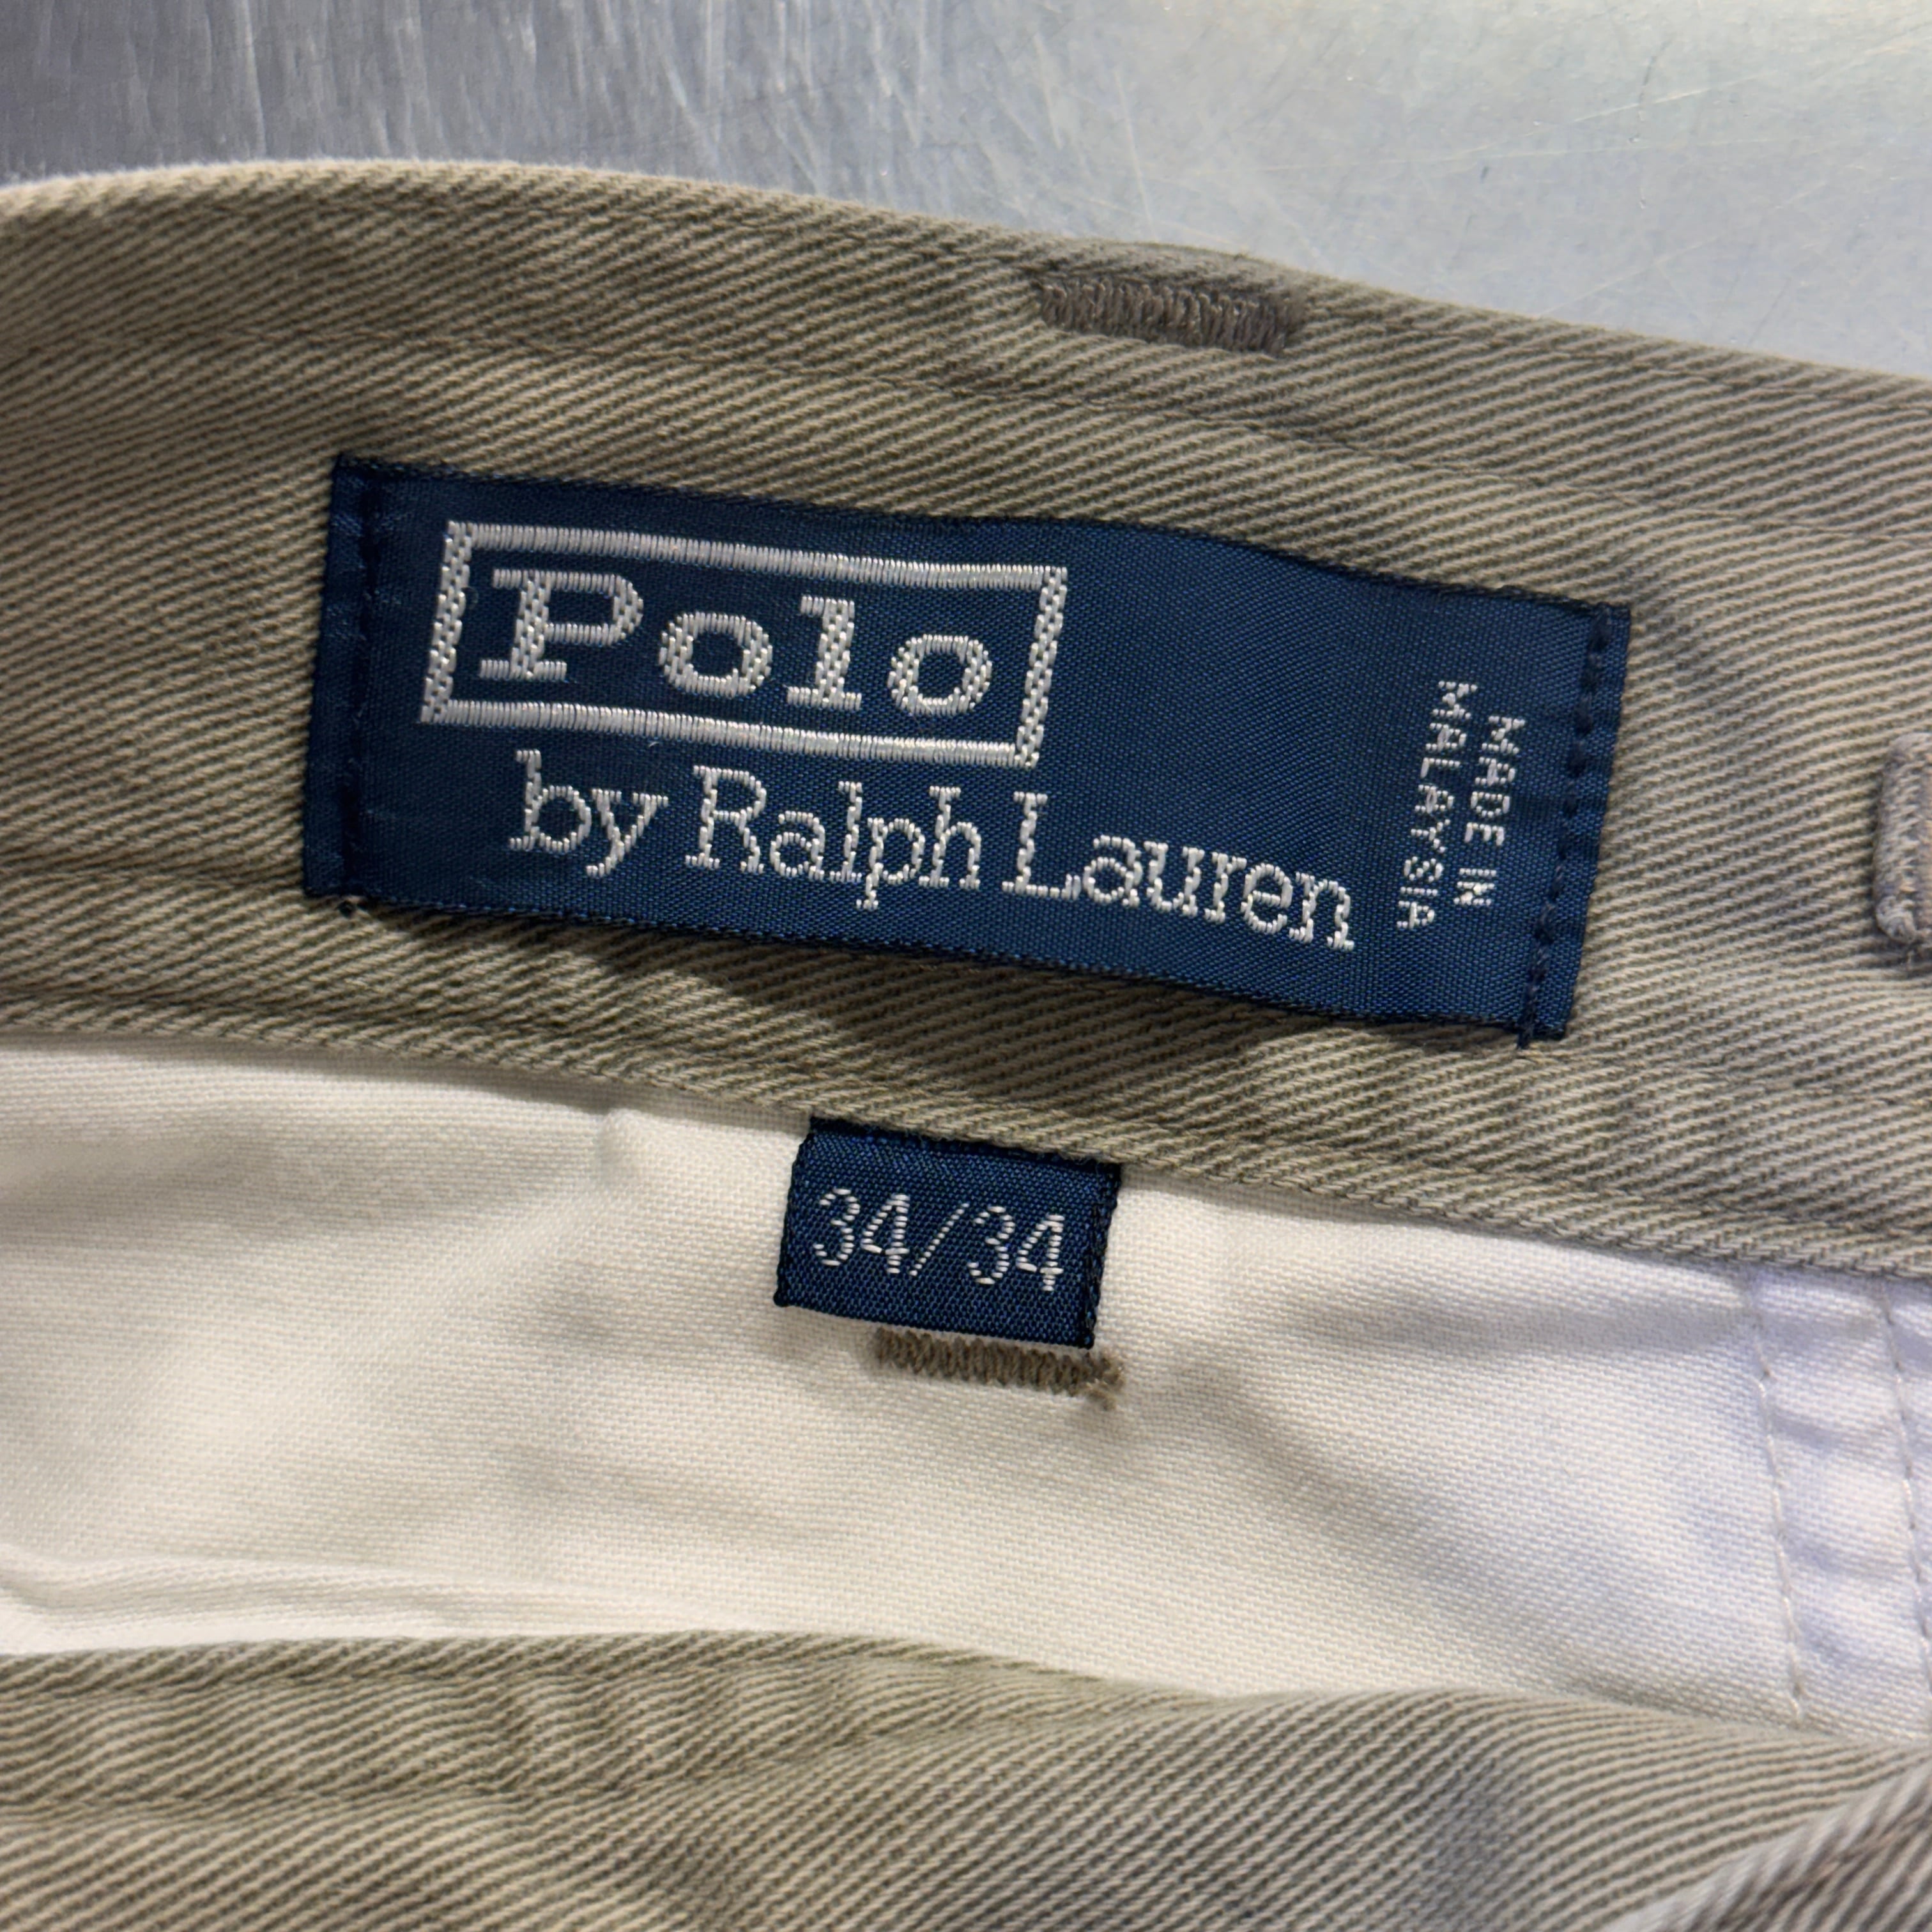 Polo
by Ralph Lauren
MADE IN
MALAYSIA
34/34